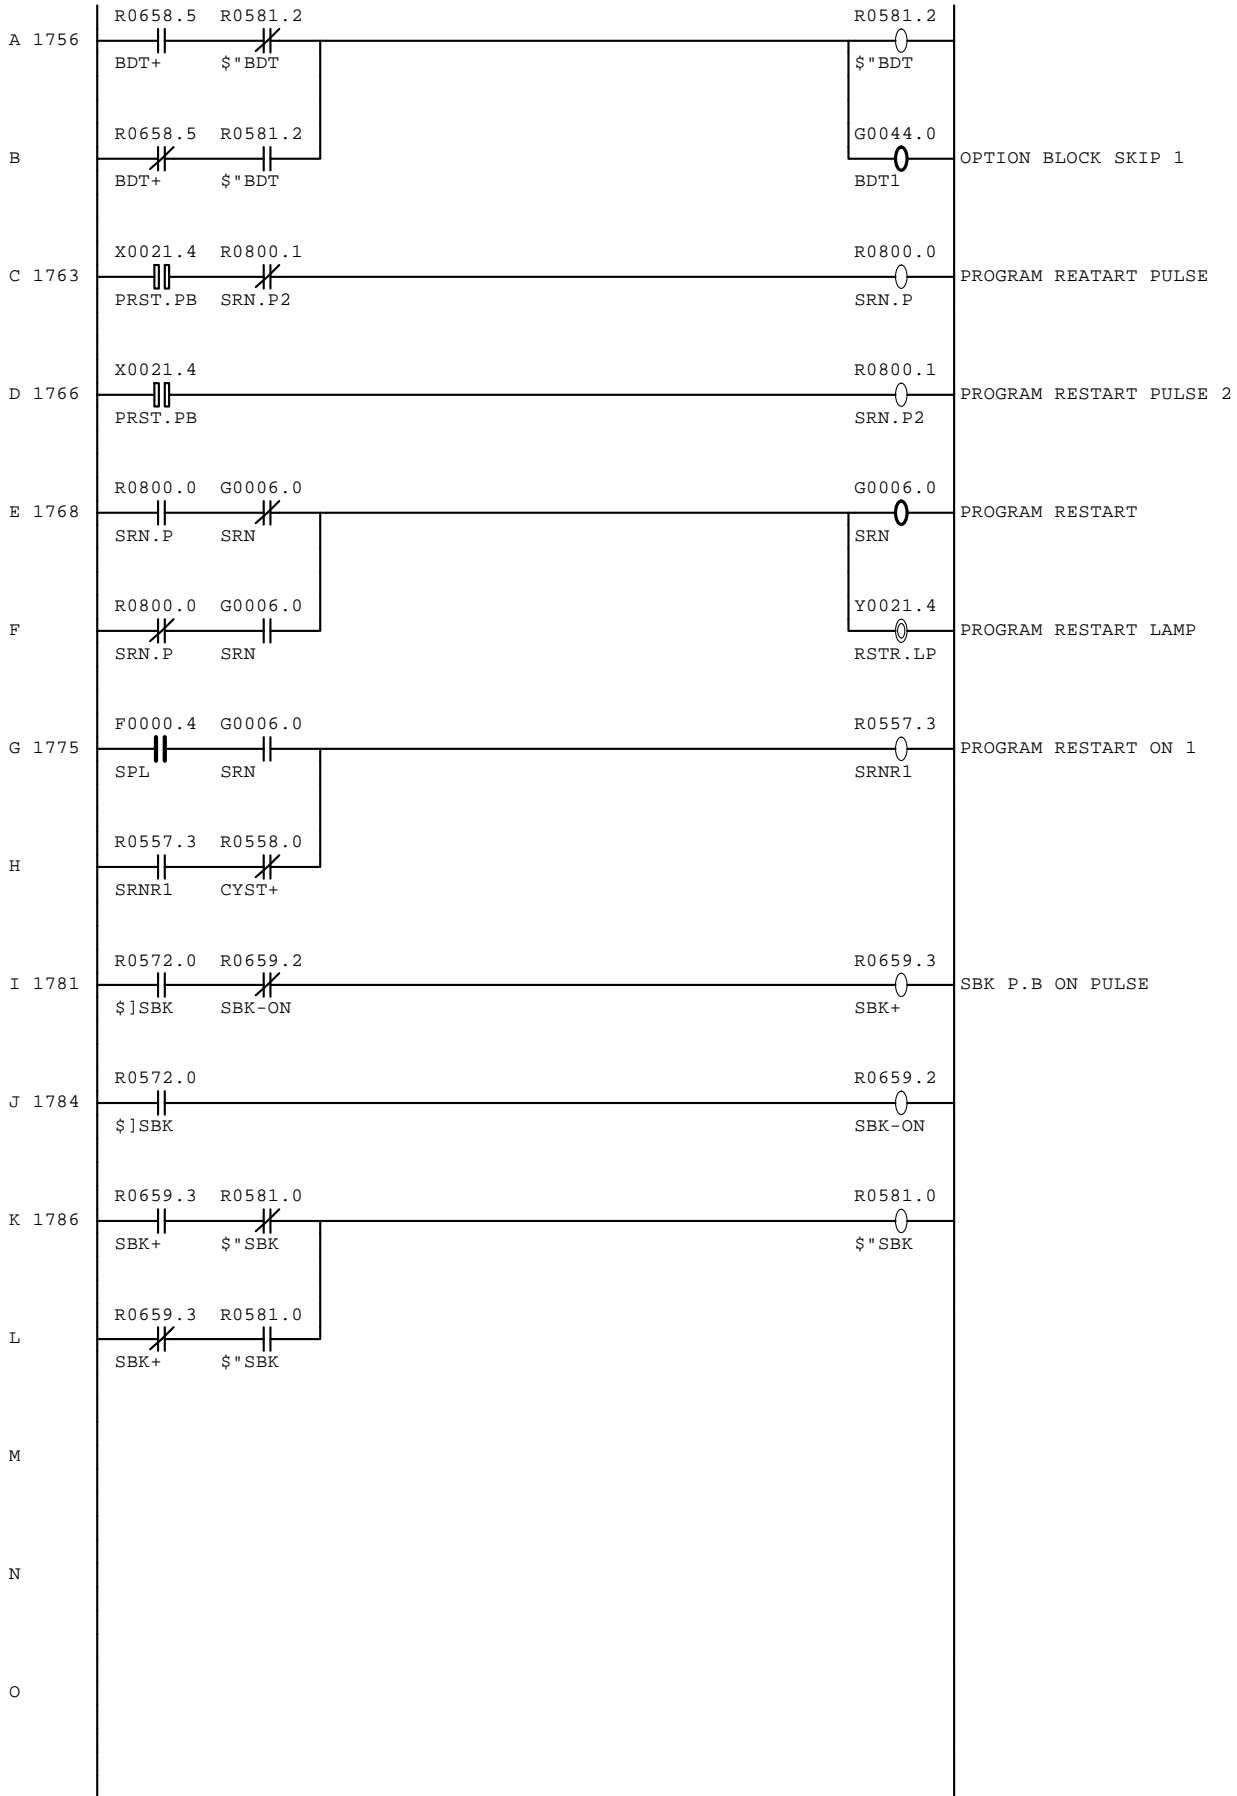 R0658.5 R0581.2 R0581.2
A 1756
BDT+ $"BDT $"BDT
R0658.5 R0581.2 G0044.0
B OPTION BLOCK SKIP 1
BDT+ $"BDT BDT1
X0021.4 R0800.1 R0800.0
C 1763 PROGRAM REATART PULSE
PRST.PB SRN.P2 SRN.P
X0021.4 R0800.1
D 1766 PROGRAM RESTART PULSE 2
PRST.PB SRN.P2
R0800.0 G0006.0 G0006.0
E 1768 PROGRAM RESTART
SRN.P SRN SRN
R0800.0 G0006.0 Y0021.4
F PROGRAM RESTART LAMP
SRN.P SRN RSTR.LP
F0000.4 G0006.0 R0557.3
G 1775 PROGRAM RESTART ON 1
SPL SRN SRNR1
R0557.3 R0558.0
H
SRNR1 CYST+
R0572.0 R0659.2 R0659.3
I 1781 SBK P.B ON PULSE
$]SBK SBK-ON SBK+
R0572.0 R0659.2
J 1784
$]SBK SBK-ON
R0659.3 R0581.0 R0581.0
K 1786
SBK+ $"SBK $"SBK
R0659.3 R0581.0
L
SBK+ $"SBK
M
N
O